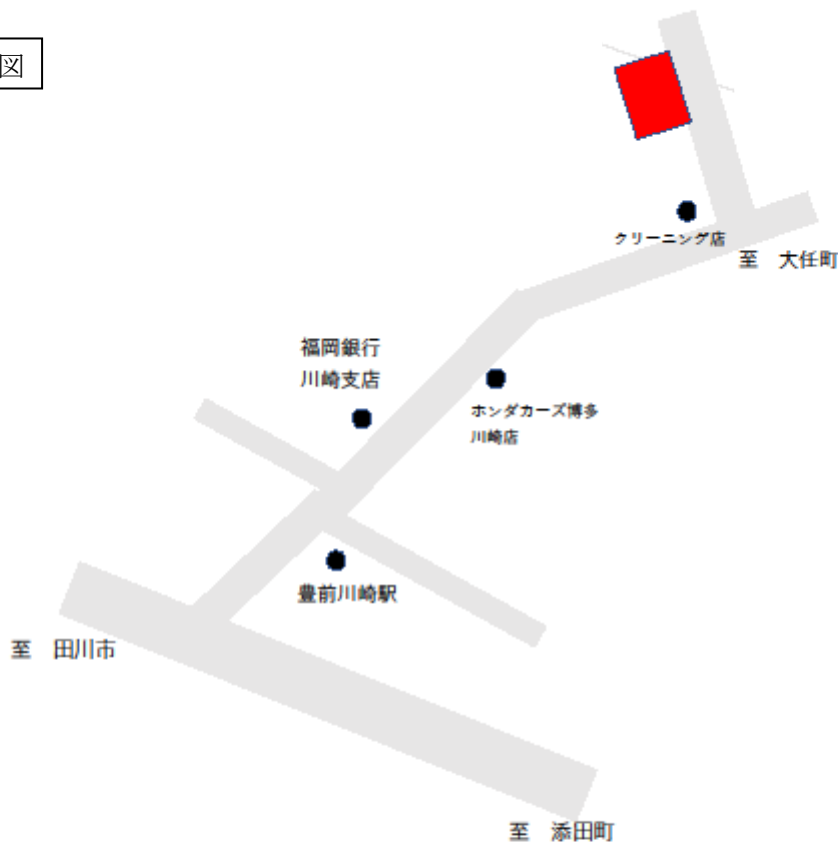 図
クリーニング店
至　大任町
福岡銀行
川崎支店
ホンダカーズ博多
川崎店
豊前川崎駅
至　田川市
至　添田町